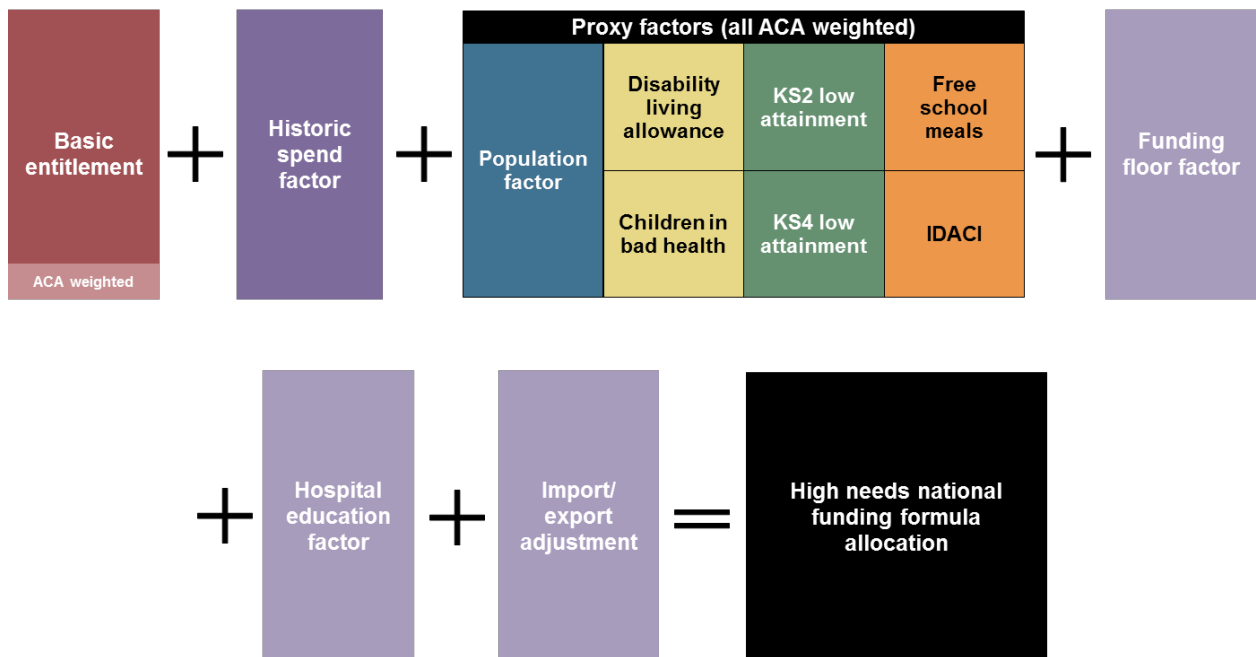 Proxy factors (all ACA weighted)
Basic
entitlement
ACA weighted
+
Historic
spend
factor
+
Population
factor
Disability
living
allowance
KS2 low
attainment
Free
school
meals
Children in
bad health
KS4 low
attainment
IDACI
+
Funding
floor factor
+
Hospital
education
factor
+
Import/
export
adjustment
=
High needs national
funding formula
allocation